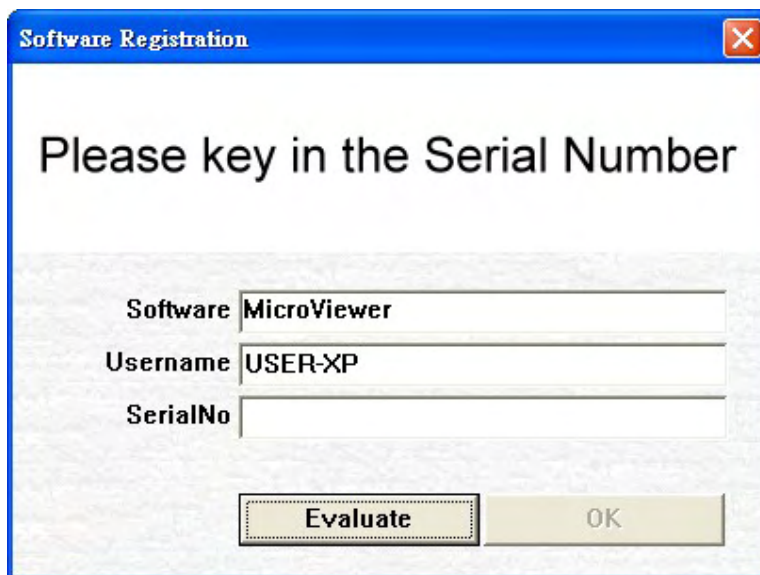 Software Registration
Please key in the Serial Number
Software MicroViewer
Username USER-XP
SerialNo
Evaluate OK